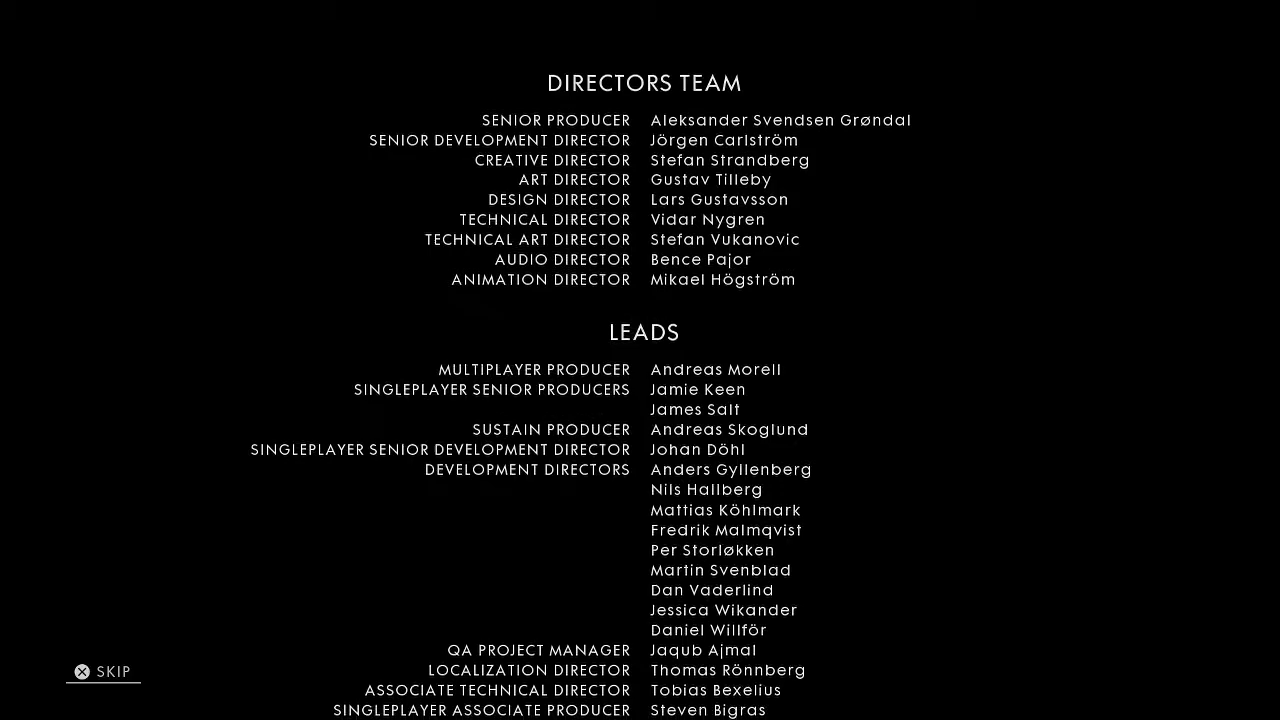 DIRECTORS TEAM
SENIOR PRODUCER Aleksander Svendsen Grøndal
SENIOR DEVELOPMENT DIRECTOR Jörgen Carlström
CREATIVE DIRECTOR Stefan Strandberg
ART DIRECTOR Gustav Tilleby
DESIGN DIRECTOR Lars Gustavsson
TECHNICAL DIRECTOR Vidar Nygren
TECHNICAL ART DIRECTOR Stefan Vukanovic
AUDIO DIRECTOR Bence Pajor
ANIMATION DIRECTOR Mikael Högström
LEADS
MULTIPLAYER PRODUCER Andreas Morell
SINGLEPLAYER SENIOR PRODUCERS Jamie Keen
James Salt
SUSTAIN PRODUCER Andreas Skoglund
SINGLEPLAYER SENIOR DEVELOPMENT DIRECTOR Johan Döhl
DEVELOPMENT DIRECTORS Anders Gyllenberg
Nils Hallberg
Mattias Köhlmark
Fredrik Malmqvist
Per Storløkken
Martin Svenblad
Dan Vaderlind
Jessica Wikander
Daniel Willför
QA PROJECT MANAGER Jaqub Ajmal
LOCALIZATION DIRECTOR Thomas Rönnberg
ASSOCIATE TECHNICAL DIRECTOR Tobias Bexelius
SINGLEPLAYER ASSOCIATE PRODUCER Steven Bigras
SKIP